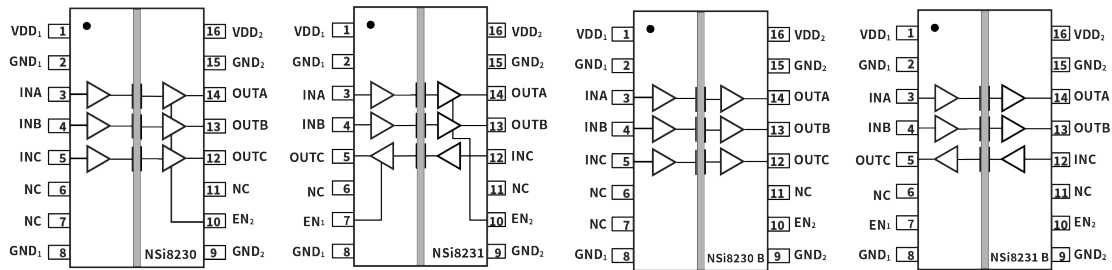 VDD₁ 1 16 VDD₂
GND₁ 2 15 GND₂
INA 3 14 OUTA
INB 4 13 OUTB
INC 5 12 OUTC
NC 6 11 NC
NC 7 10 EN₂
GND₁ 8 NSi8230 9 GND₂
VDD₁ 1 16 VDD₂
GND₁ 2 15 GND₂
INA 3 14 OUTA
INB 4 13 OUTB
OUTC 5 12 INC
NC 6 11 NC
EN₁ 7 10 EN₂
GND₁ 8 NSi8231 9 GND₂
VDD₁ 1 16 VDD₂
GND₁ 2 15 GND₂
INA 3 14 OUTA
INB 4 13 OUTB
INC 5 12 OUTC
NC 6 11 NC
NC 7 10 EN₂
GND₁ 8 NSi8230 B 9 GND₂
VDD₁ 1 16 VDD₂
GND₁ 2 15 GND₂
INA 3 14 OUTA
INB 4 13 OUTB
OUTC 5 12 INC
NC 6 11 NC
EN₁ 7 10 EN₂
GND₁ 8 NSi8231 B 9 GND₂